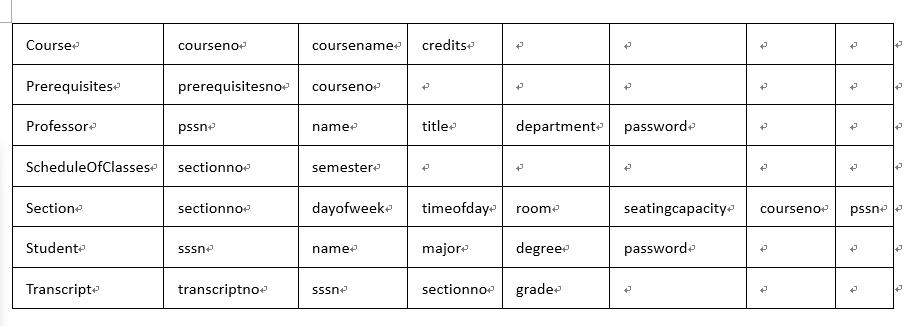 Course courseno coursename credits
Prerequisites prerequisitesno courseno
Professor pssn name title department password
ScheduleOfClasses sectionno semester
Section sectionno dayofweek timeofday room seatingcapacity courseno pssn
Student sssn name major degree password
Transcript transcriptno sssn sectionno grade